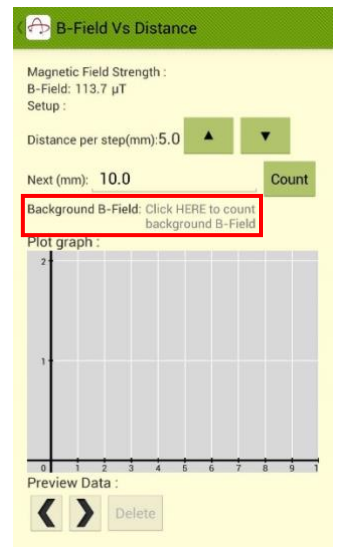 B-Field Vs Distance
Magnetic Field Strength :
B-Field: 113.7 µT
Setup :
Distance per step(mm):5.0 ▲ ▼
Next (mm): 10.0 Count
Background B-Field: Click HERE to count
background B-Field
Plot graph :
2
1
0 1 2 3 4 5 6 7 8 9 1
Preview Data :
❮ ❯ Delete